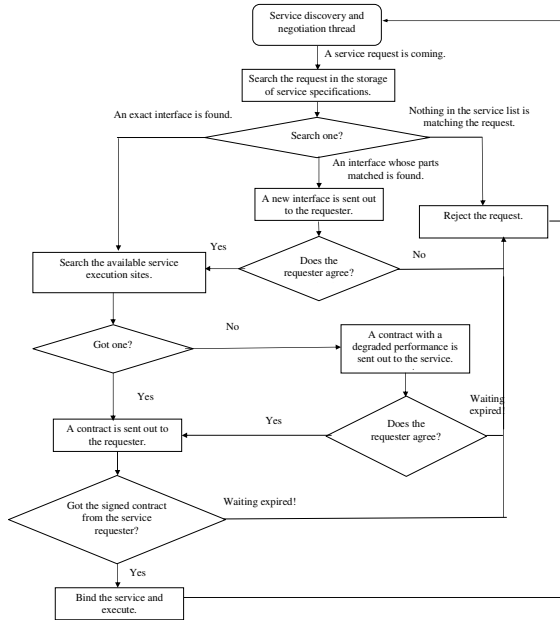 Service discovery and
negotiation thread
A service request is coming.
Search the request in the storage
of service specifications.
An exact interface is found.
Nothing in the service list is
matching the request.
Search one?
An interface whose parts
matched is found.
A new interface is sent out
to the requester.
Reject the request.
Yes
No
Search the available service
execution sites.
Does the
requester agree?
No
A contract with a
degraded performance is
sent out to the service.
.
Got one?
Yes
Waiting
expired!
Yes
A contract is sent out to
the requester.
Does the
requester agree?
Got the signed contract
from the service
requester?
Waiting expired!
Yes
Bind the service and
execute.